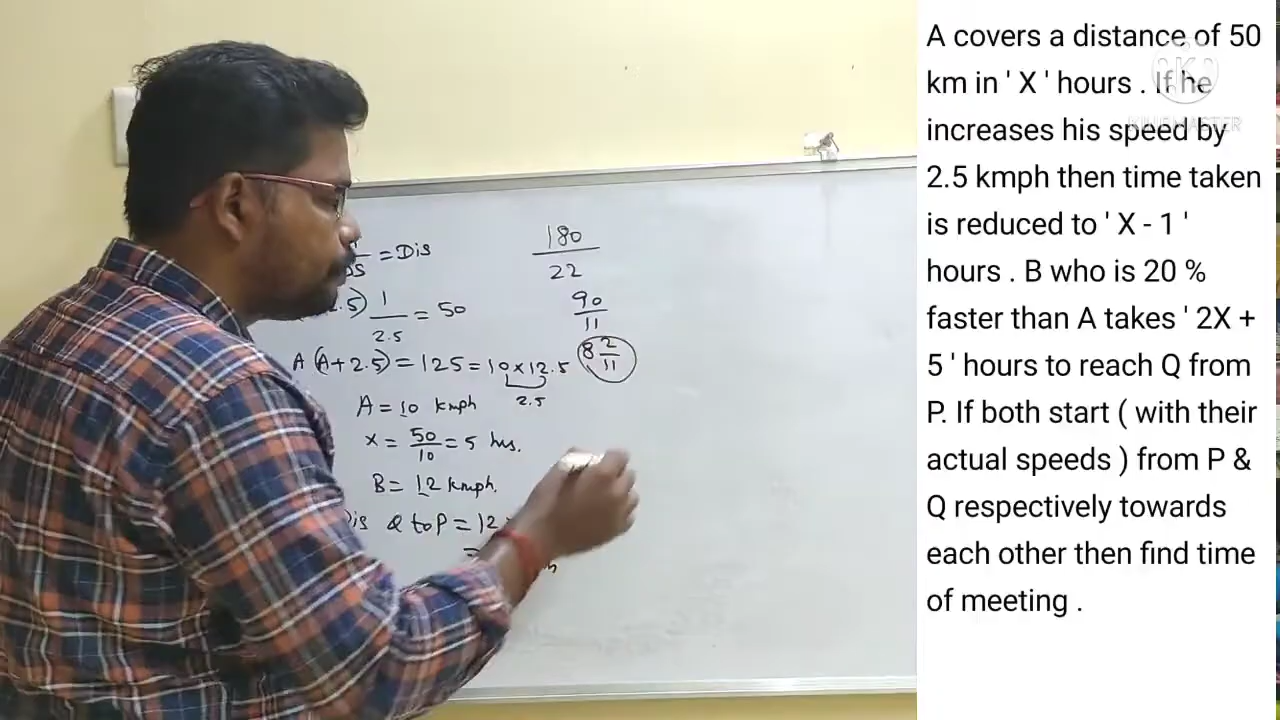 A covers a distance of 50
km in ' X ' hours . If he
increases his speed by
2.5 kmph then time taken
is reduced to ' X - 1 '
hours . B who is 20 %
faster than A takes ' 2X +
5 ' hours to reach Q from
P. If both start ( with their
actual speeds ) from P &
Q respectively towards
each other then find time
of meeting .
KINEMASTER
= Dis
.5) 1/2.5 = 50
A (A+2.5) = 125 = 10 × 12.5
2.5
A = 10 kmph
X = 50/10 = 5 hrs.
B = 12 kmph.
Dis Q to P = 12
180
22
90
11
8 2/11